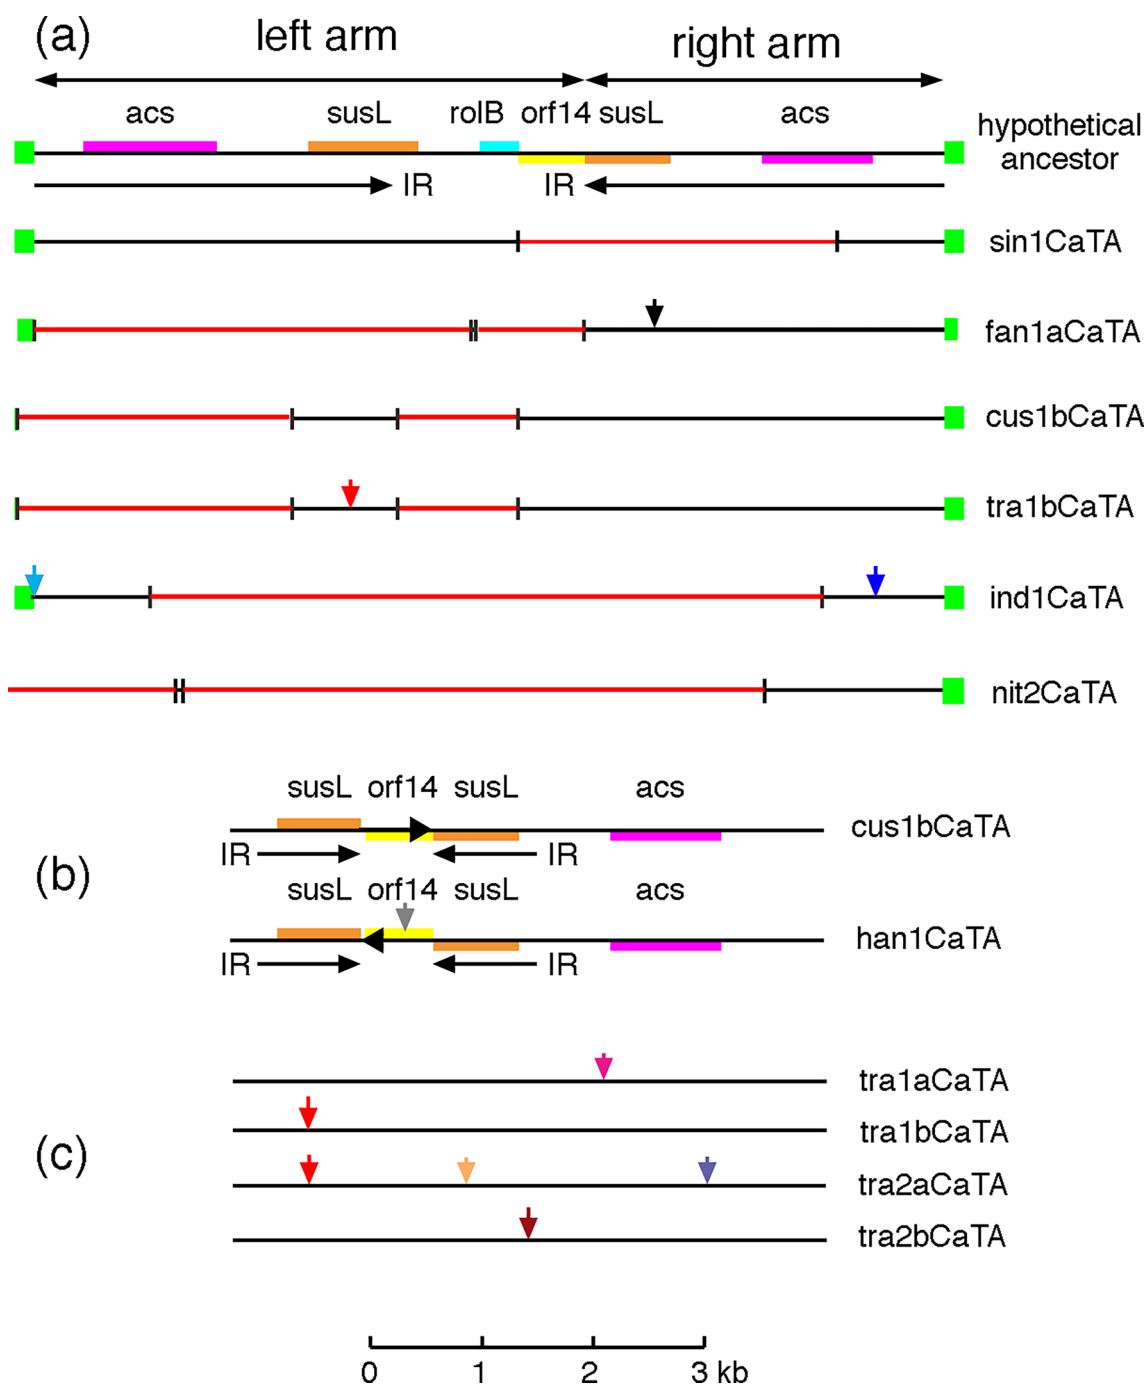 (a)
left arm
right arm
acs susL rolB orf14 susL acs
hypothetical
ancestor
IR IR
sin1CaTA
fan1aCaTA
cus1bCaTA
tra1bCaTA
ind1CaTA
nit2CaTA
(b)
susL orf14 susL acs
cus1bCaTA
IR IR
susL orf14 susL acs
han1CaTA
IR IR
(c)
tra1aCaTA
tra1bCaTA
tra2aCaTA
tra2bCaTA
0 1 2 3 kb